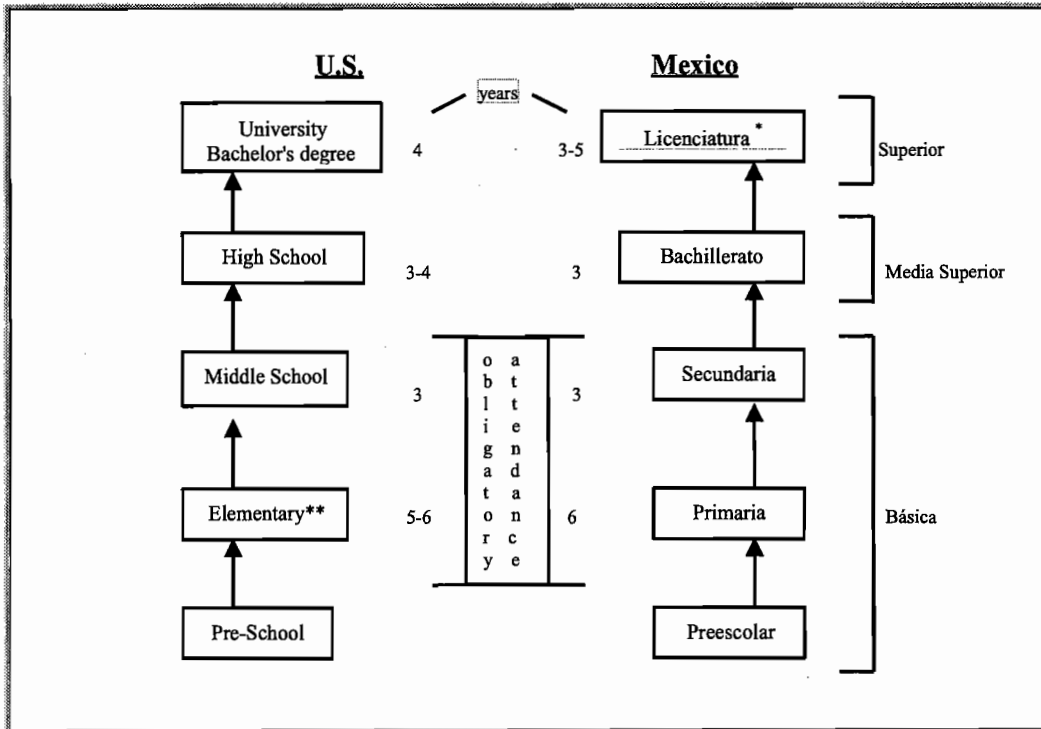 U.S.
Mexico
years
University
Bachelor's degree
4
3-5
Licenciatura *
Superior
High School
3-4
3
Bachillerato
Media Superior
Middle School
3
obligatory
attendance
3
Secundaria
Elementary**
5-6
6
Primaria
Básica
Pre-School
Preescolar